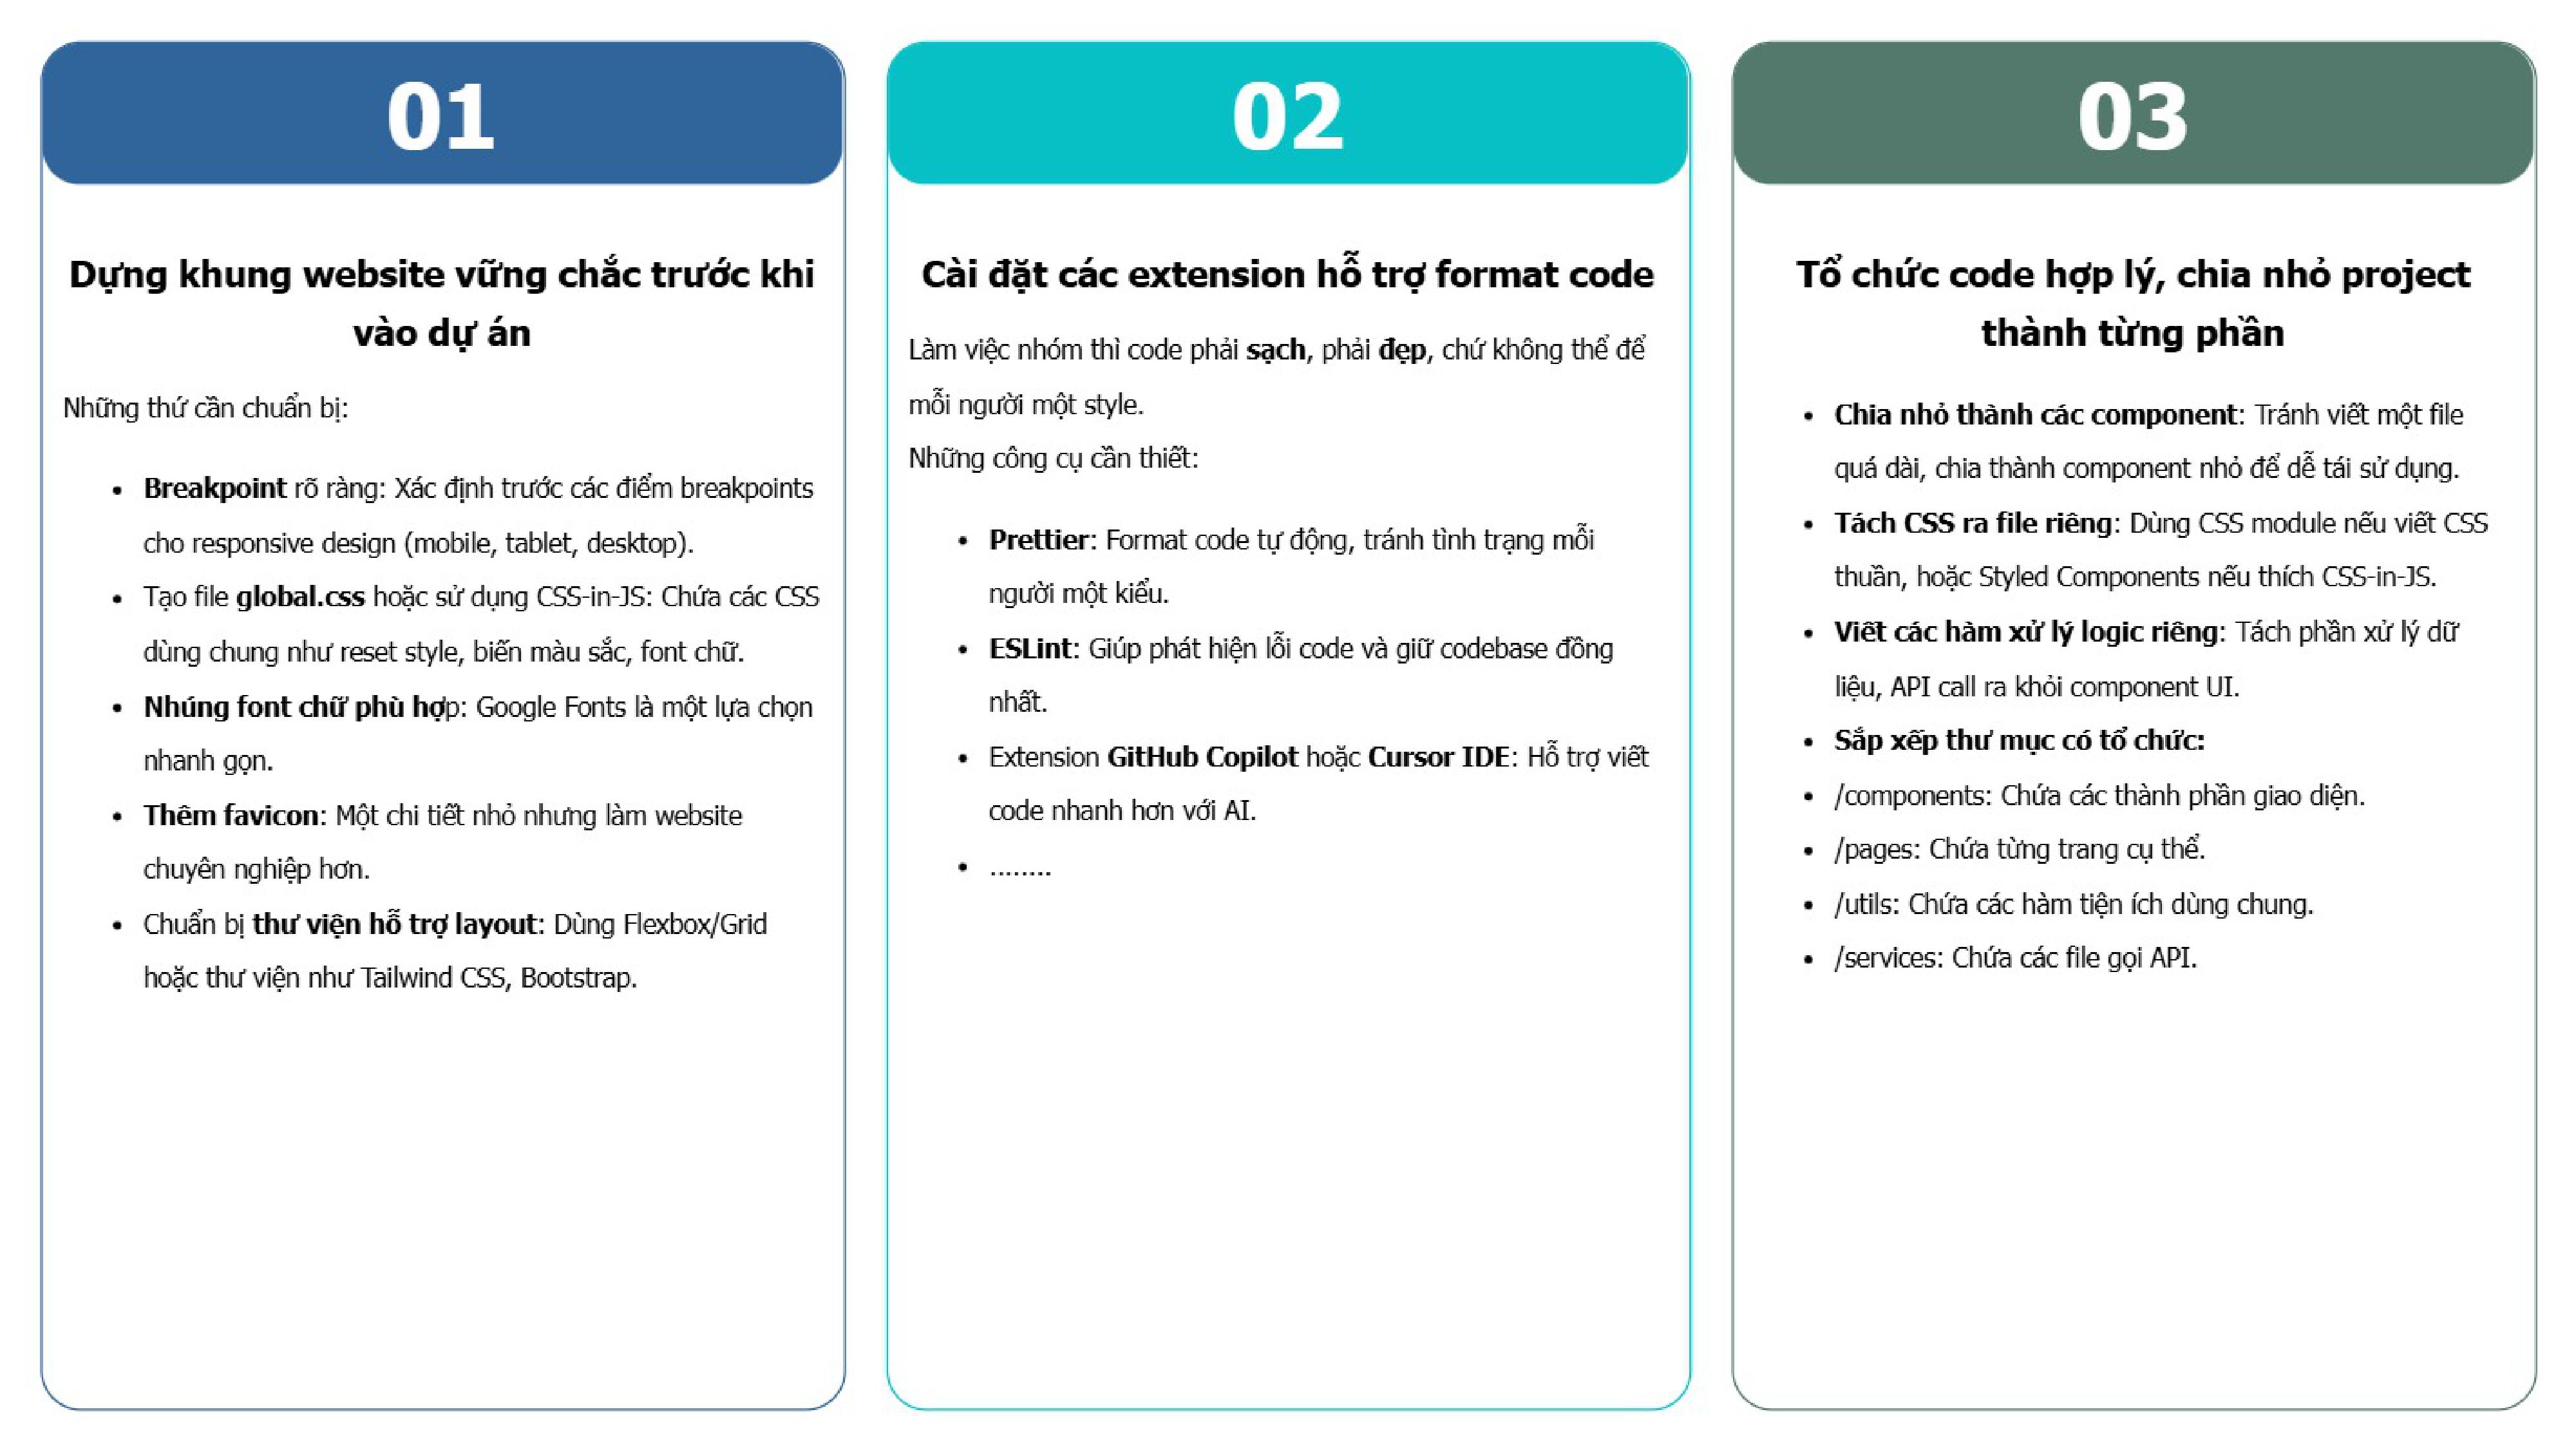 01
Dựng khung website vững chắc trước khi
vào dự án
Những thứ cần chuẩn bị:
• Breakpoint rõ ràng: Xác định trước các điểm breakpoints
cho responsive design (mobile, tablet, desktop).
• Tạo file global.css hoặc sử dụng CSS-in-JS: Chứa các CSS
dùng chung như reset style, biến màu sắc, font chữ.
• Nhúng font chữ phù hợp: Google Fonts là một lựa chọn
nhanh gọn.
• Thêm favicon: Một chi tiết nhỏ nhưng làm website
chuyên nghiệp hơn.
• Chuẩn bị thư viện hỗ trợ layout: Dùng Flexbox/Grid
hoặc thư viện như Tailwind CSS, Bootstrap.
02
Cài đặt các extension hỗ trợ format code
Làm việc nhóm thì code phải sạch, phải đẹp, chứ không thể để
mỗi người một style.
Những công cụ cần thiết:
• Prettier: Format code tự động, tránh tình trạng mỗi
người một kiểu.
• ESLint: Giúp phát hiện lỗi code và giữ codebase đồng
nhất.
• Extension GitHub Copilot hoặc Cursor IDE: Hỗ trợ viết
code nhanh hơn với AI.
• ........
03
Tổ chức code hợp lý, chia nhỏ project
thành từng phần
• Chia nhỏ thành các component: Tránh viết một file
quá dài, chia thành component nhỏ để dễ tái sử dụng.
• Tách CSS ra file riêng: Dùng CSS module nếu viết CSS
thuần, hoặc Styled Components nếu thích CSS-in-JS.
• Viết các hàm xử lý logic riêng: Tách phần xử lý dữ
liệu, API call ra khỏi component UI.
• Sắp xếp thư mục có tổ chức:
• /components: Chứa các thành phần giao diện.
• /pages: Chứa từng trang cụ thể.
• /utils: Chứa các hàm tiện ích dùng chung.
• /services: Chứa các file gọi API.